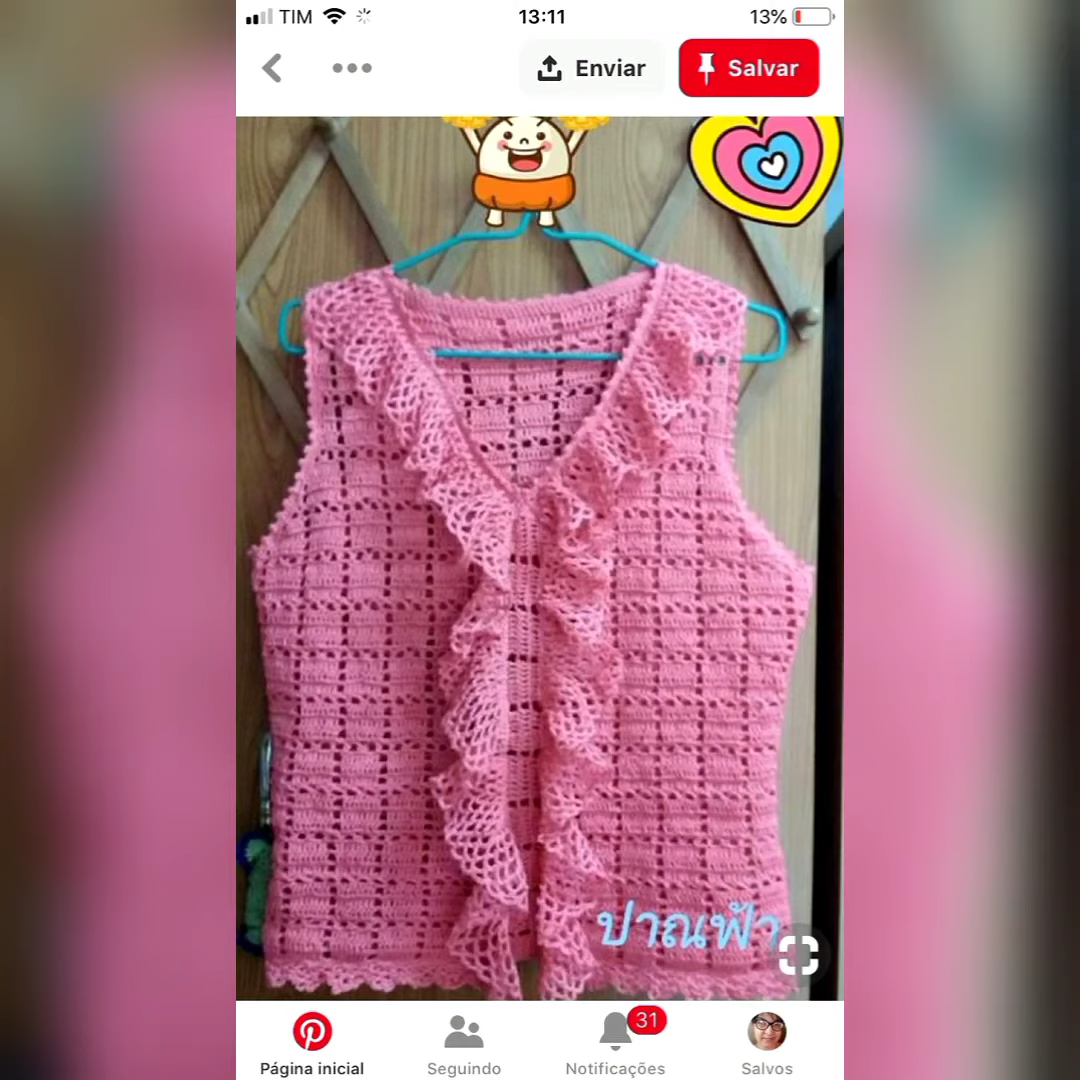 TIM 13:11 13%
Enviar Salvar
ปาณฟ้า
31
Página inicial Seguindo Notificações Salvos